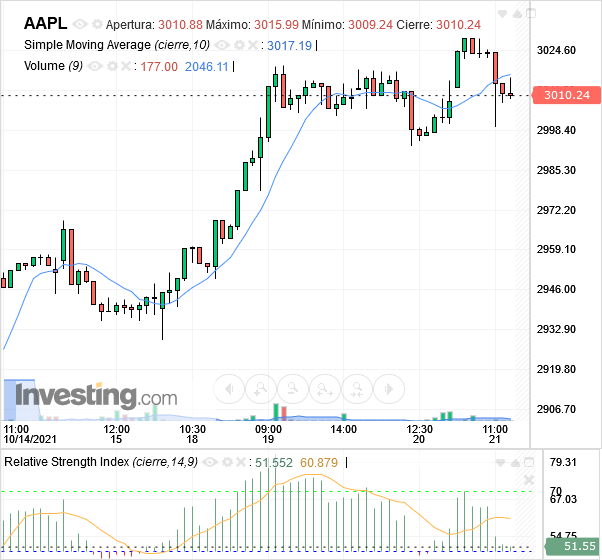 AAPL Apertura: 3010.88 Máximo: 3015.99 Mínimo: 3009.24 Cierre: 3010.24
Simple Moving Average (cierre,10) : 3017.19
Volume (9) : 177.00 2046.11
3024.60
3010.24
2998.40
2985.30
2972.20
2959.10
2946.00
2932.90
2919.80
2906.70
Investing.com
11:00 12:00 10:30 09:00 14:00 12:30 11:00
10/14/2021 15 18 19 20 21
Relative Strength Index (cierre,14,9) : 51.552 60.879
79.31
70 70
67.03
54.75
51.55